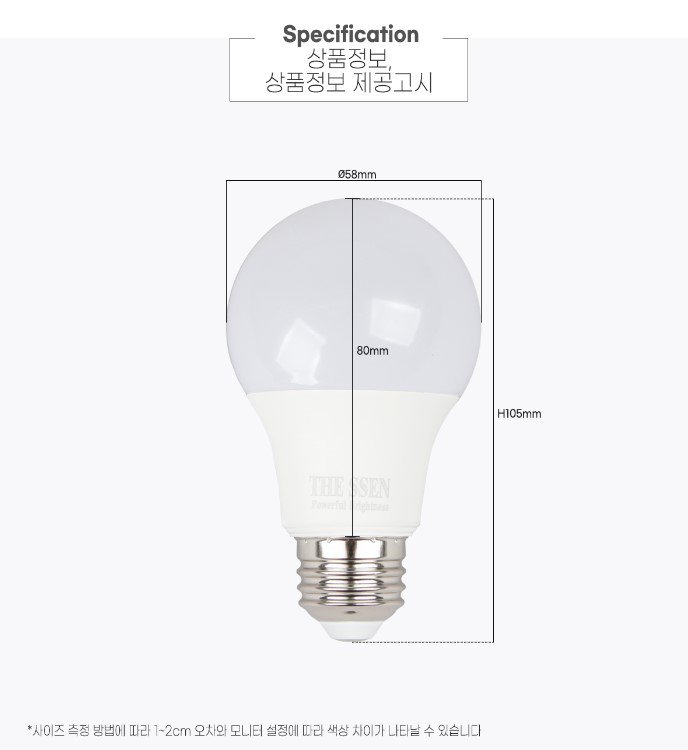 Specification
상품정보,
상품정보 제공고시
Ø58mm
80mm
H105mm
THE SSEN
Powerful Brightness
*사이즈 측정 방법에 따라 1~2cm 오차와 모니터 설정에 따라 색상 차이가 나타날 수 있습니다